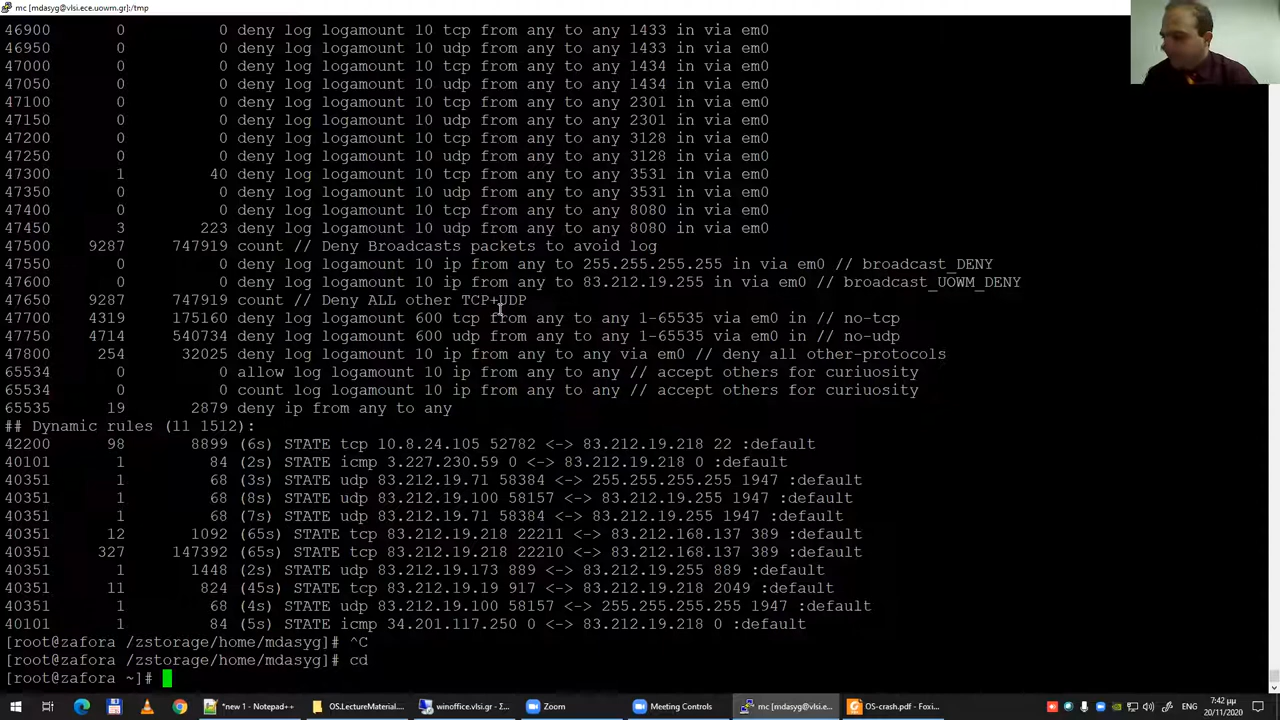 mc [mdasyg@vlsi.ece.uowm.gr]:/tmp
46900 0 0 deny log logamount 10 tcp from any to any 1433 in via em0
46950 0 0 deny log logamount 10 udp from any to any 1433 in via em0
47000 0 0 deny log logamount 10 tcp from any to any 1434 in via em0
47050 0 0 deny log logamount 10 udp from any to any 1434 in via em0
47100 0 0 deny log logamount 10 tcp from any to any 2301 in via em0
47150 0 0 deny log logamount 10 udp from any to any 2301 in via em0
47200 0 0 deny log logamount 10 tcp from any to any 3128 in via em0
47250 0 0 deny log logamount 10 udp from any to any 3128 in via em0
47300 1 40 deny log logamount 10 tcp from any to any 3531 in via em0
47350 0 0 deny log logamount 10 udp from any to any 3531 in via em0
47400 0 0 deny log logamount 10 tcp from any to any 8080 in via em0
47450 3 223 deny log logamount 10 udp from any to any 8080 in via em0
47500 9287 747919 count // Deny Broadcasts packets to avoid log
47550 0 0 deny log logamount 10 ip from any to 255.255.255.255 in via em0 // broadcast_DENY
47600 0 0 deny log logamount 10 ip from any to 83.212.19.255 in via em0 // broadcast_UOWM_DENY
47650 9287 747919 count // Deny ALL other TCP+UDP
47700 4319 175160 deny log logamount 600 tcp from any to any 1-65535 via em0 in // no-tcp
47750 4714 540734 deny log logamount 600 udp from any to any 1-65535 via em0 in // no-udp
47800 254 32025 deny log logamount 10 ip from any to any via em0 // deny all other-protocols
65534 0 0 allow log logamount 10 ip from any to any // accept others for curiuosity
65534 0 0 count log logamount 10 ip from any to any // accept others for curiuosity
65535 19 2879 deny ip from any to any
## Dynamic rules (11 1512):
42200 98 8899 (6s) STATE tcp 10.8.24.105 52782 <-> 83.212.19.218 22 :default
40101 1 84 (2s) STATE icmp 3.227.230.59 0 <-> 83.212.19.218 0 :default
40351 1 68 (3s) STATE udp 83.212.19.71 58384 <-> 255.255.255.255 1947 :default
40351 1 68 (8s) STATE udp 83.212.19.100 58157 <-> 83.212.19.255 1947 :default
40351 1 68 (7s) STATE udp 83.212.19.71 58384 <-> 83.212.19.255 1947 :default
40351 12 1092 (65s) STATE tcp 83.212.19.218 22211 <-> 83.212.168.137 389 :default
40351 327 147392 (65s) STATE tcp 83.212.19.218 22210 <-> 83.212.168.137 389 :default
40351 1 1448 (2s) STATE udp 83.212.19.173 889 <-> 83.212.19.255 889 :default
40351 11 824 (45s) STATE tcp 83.212.19.19 917 <-> 83.212.19.218 2049 :default
40351 1 68 (4s) STATE udp 83.212.19.100 58157 <-> 255.255.255.255 1947 :default
40101 1 84 (5s) STATE icmp 34.201.117.250 0 <-> 83.212.19.218 0 :default
[root@zafora /zstorage/home/mdasyg]# ^C
[root@zafora /zstorage/home/mdasyg]# cd
[root@zafora ~]#
*new 1 - Notepad++
OS.LectureMaterial...
winoffice.vlsi.gr - Σ...
Zoom
Meeting Controls
mc [mdasyg@vlsi.e...
OS-crash.pdf - Foxi...
7:42 μμ
20/11/2020